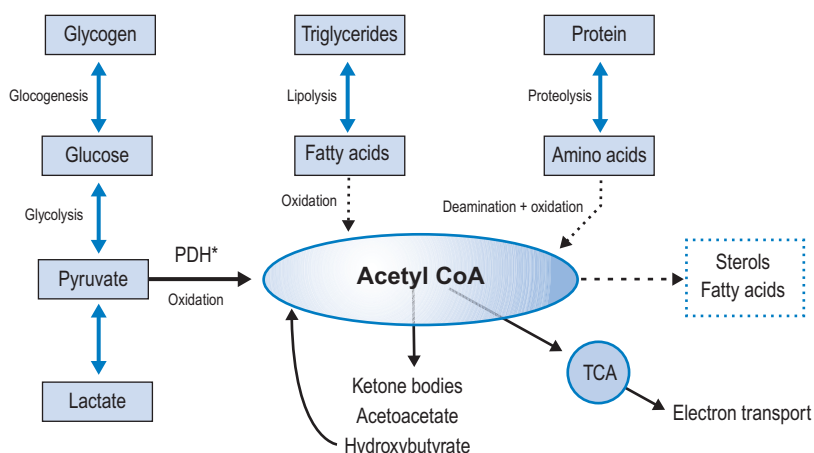 Glycogen
Triglycerides
Protein
Glocogenesis
Lipolysis
Proteolysis
Glucose
Fatty acids
Amino acids
Glycolysis
Oxidation
Deamination + oxidation
PDH*
Pyruvate
Oxidation
Acetyl CoA
Sterols
Fatty acids
Lactate
Ketone bodies
Acetoacetate
Hydroxybutyrate
TCA
Electron transport